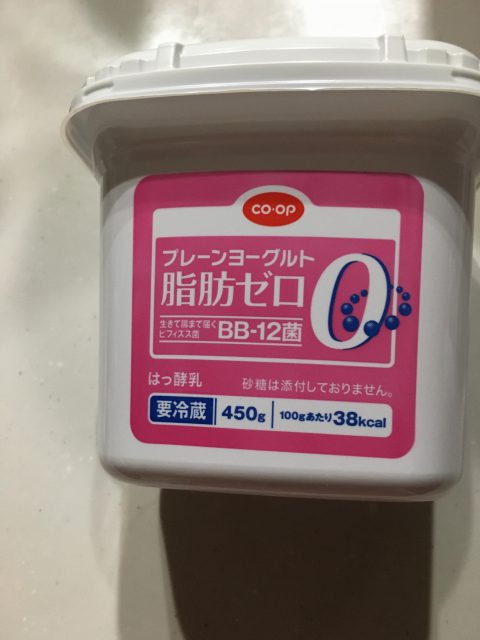 co·op
プレーンヨーグルト
脂肪ゼロ
0
生きて腸まで届く
ビフィズス菌
BB-12菌
はっ酵乳
砂糖は添付しておりません。
要冷蔵
450g
100gあたり38kcal